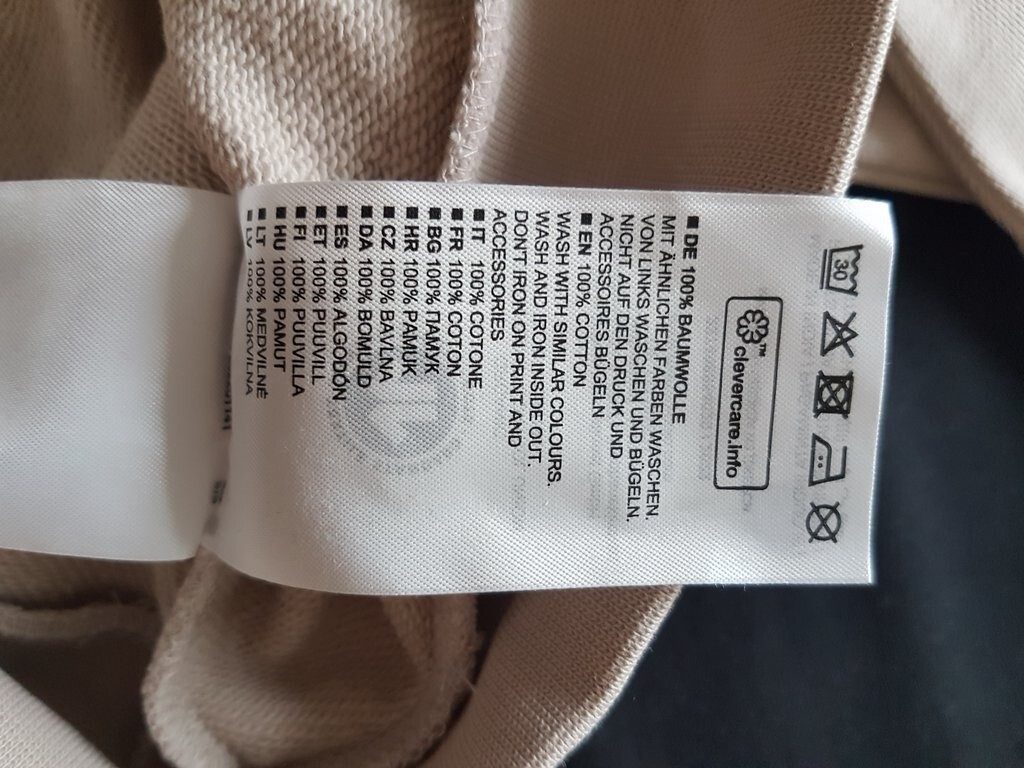 30
clevercare.info™
■ DE 100% BAUMWOLLE
MIT ÄHNLICHEN FARBEN WASCHEN.
VON LINKS WASCHEN UND BÜGELN.
NICHT AUF DEN DRUCK UND
ACCESSOIRES BÜGELN
■ EN 100% COTTON
WASH WITH SIMILAR COLOURS.
WASH AND IRON INSIDE OUT.
DON'T IRON ON PRINT AND
ACCESSORIES
■ IT 100% COTONE
■ FR 100% COTON
■ BG 100% ПАМУК
■ HR 100% PAMUK
■ CZ 100% BAVLNA
■ DA 100% BOMULD
■ ES 100% ALGODÓN
■ ET 100% PUUVILL
■ FI 100% PUUVILLA
■ HU 100% PAMUT
■ LT 100% MEDVILNĖ
■ LV 100% KOKVILNA